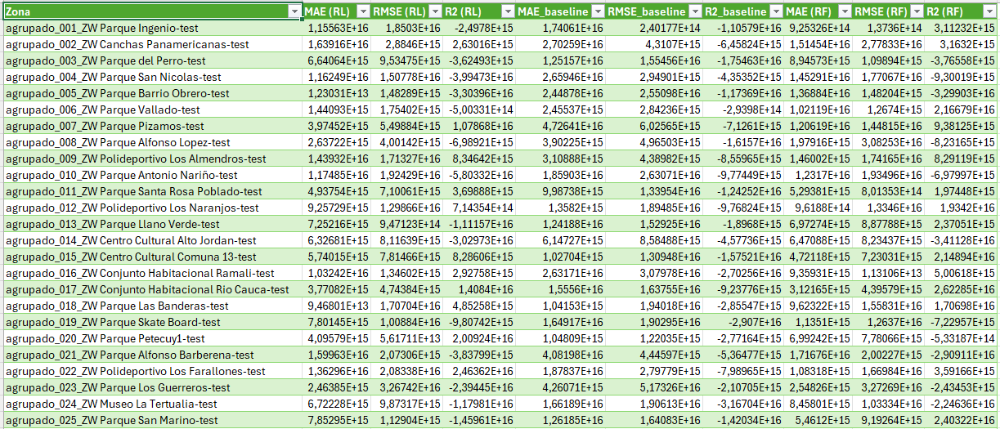 Zona MAE (RL) RMSE (RL) R2 (RL) MAE_baseline RMSE_baseline R2_baseline MAE (RF) RMSE (RF) R2 (RF)
agrupado_001_ZW Parque Ingenio-test 1,15563E+16 1,8503E+16 -2,4978E+15 1,74061E+16 2,40177E+14 -1,10579E+16 9,25326E+14 1,3736E+14 3,11232E+15
agrupado_002_ZW Canchas Panamericanas-test 1,63916E+16 2,8846E+15 2,63016E+15 2,70259E+16 4,3107E+15 -6,45824E+15 1,51454E+16 2,77833E+16 3,1632E+15
agrupado_003_ZW Parque del Perro-test 6,64064E+15 9,53475E+15 -3,62493E+15 1,25157E+16 1,55456E+16 -1,75463E+16 8,94573E+15 1,09894E+15 -3,76558E+15
agrupado_004_ZW Parque San Nicolas-test 1,16249E+16 1,50778E+16 -3,99473E+16 2,65946E+16 2,94901E+15 -4,35352E+15 1,45291E+16 1,77067E+16 -9,30019E+15
agrupado_005_ZW Parque Barrio Obrero-test 1,23031E+13 1,48289E+15 -3,30396E+16 2,44878E+16 2,55098E+16 -1,17369E+16 1,36884E+16 1,48204E+15 -3,29903E+16
agrupado_006_ZW Parque Vallado-test 1,44093E+15 1,75402E+15 -5,00331E+14 2,45537E+16 2,84236E+15 -2,9398E+14 1,02119E+16 1,2674E+15 2,16679E+16
agrupado_007_ZW Parque Pizamos-test 3,97452E+15 5,49884E+15 1,07868E+16 4,72641E+16 6,02565E+15 -7,1261E+15 1,20619E+16 1,44815E+16 9,38125E+15
agrupado_008_ZW Parque Alfonso Lopez-test 2,63722E+15 4,00142E+15 -6,98921E+15 3,90225E+15 4,96503E+15 -1,6157E+16 1,97916E+15 3,08253E+16 -8,23165E+15
agrupado_009_ZW Polideportivo Los Almendros-test 1,43932E+16 1,71327E+16 8,34642E+15 3,10888E+15 4,38982E+15 -8,55965E+15 1,46002E+15 1,74165E+16 8,29119E+15
agrupado_010_ZW Parque Antonio Nariño-test 1,17485E+16 1,92429E+16 -5,80332E+16 1,85903E+16 2,63071E+16 -9,77449E+15 1,2317E+16 1,93496E+16 -6,97997E+15
agrupado_011_ZW Parque Santa Rosa Poblado-test 4,93754E+15 7,10061E+15 3,69888E+15 9,98738E+15 1,33954E+16 -1,24252E+16 5,29381E+15 8,01353E+14 1,97448E+15
agrupado_012_ZW Polideportivo Los Naranjos-test 9,25729E+15 1,29866E+16 7,14354E+14 1,3582E+15 1,89485E+16 -9,76824E+15 9,6188E+14 1,3346E+16 1,9342E+16
agrupado_013_ZW Parque Llano Verde-test 7,25216E+15 9,47123E+14 -1,11157E+16 1,24188E+16 1,52925E+16 -1,8968E+15 6,97274E+15 8,87788E+15 2,37051E+15
agrupado_014_ZW Centro Cultural Alto Jordan-test 6,32681E+15 8,11639E+15 -3,02973E+16 6,14727E+15 8,58488E+15 -4,57736E+15 6,47088E+15 8,23437E+15 -3,41128E+16
agrupado_015_ZW Centro Cultural Comuna 13-test 5,74015E+15 7,81466E+15 8,28606E+15 1,02704E+15 1,30948E+16 -1,57521E+16 4,72118E+15 7,23031E+15 2,14894E+16
agrupado_016_ZW Conjunto Habitacional Ramali-test 1,03242E+16 1,34602E+15 2,92758E+15 2,63171E+16 3,07978E+16 -2,70256E+16 9,35931E+15 1,13106E+13 5,00618E+15
agrupado_017_ZW Conjunto Habitacional Rio Cauca-test 3,77082E+15 4,74384E+15 1,4084E+16 1,5556E+16 1,63755E+16 -9,23776E+15 3,12165E+15 4,39579E+15 2,62285E+16
agrupado_018_ZW Parque Las Banderas-test 9,46801E+13 1,70704E+16 4,85258E+15 1,04153E+15 1,94018E+16 -2,85547E+15 9,62322E+15 1,55831E+16 1,70698E+16
agrupado_019_ZW Parque Skate Board-test 7,80145E+15 1,00884E+16 -9,80742E+15 1,64917E+16 1,90295E+16 -2,907E+16 1,1351E+15 1,2637E+16 -7,22957E+15
agrupado_020_ZW Parque Petecuy1-test 4,09579E+15 5,61711E+13 2,00924E+16 1,04809E+15 1,22035E+15 -2,77164E+15 6,99242E+15 7,78066E+15 -5,33187E+14
agrupado_021_ZW Parque Alfonso Barberena-test 1,59963E+16 2,07306E+15 -3,83799E+15 4,08198E+16 4,44597E+15 -5,36477E+15 1,71676E+16 2,00227E+15 -2,90911E+16
agrupado_022_ZW Polideportivo Los Farallones-test 1,36296E+16 2,08338E+16 2,46362E+16 1,87837E+16 2,79779E+15 -7,98965E+15 1,08318E+15 1,66984E+16 3,59166E+15
agrupado_023_ZW Parque Los Guerreros-test 2,46385E+15 3,26742E+16 -2,39445E+16 4,26071E+15 5,17326E+16 -2,10705E+15 2,54826E+15 3,27269E+16 -2,43453E+15
agrupado_024_ZW Museo La Tertualia-test 6,72228E+15 9,87317E+15 -1,17981E+16 1,66189E+16 1,90613E+16 -3,16704E+16 8,45801E+15 1,03334E+16 -2,24636E+16
agrupado_025_ZW Parque San Marino-test 7,85295E+15 1,12904E+15 -1,45961E+16 1,26185E+16 1,64083E+16 -1,42034E+16 5,4612E+15 9,19264E+15 2,40322E+16